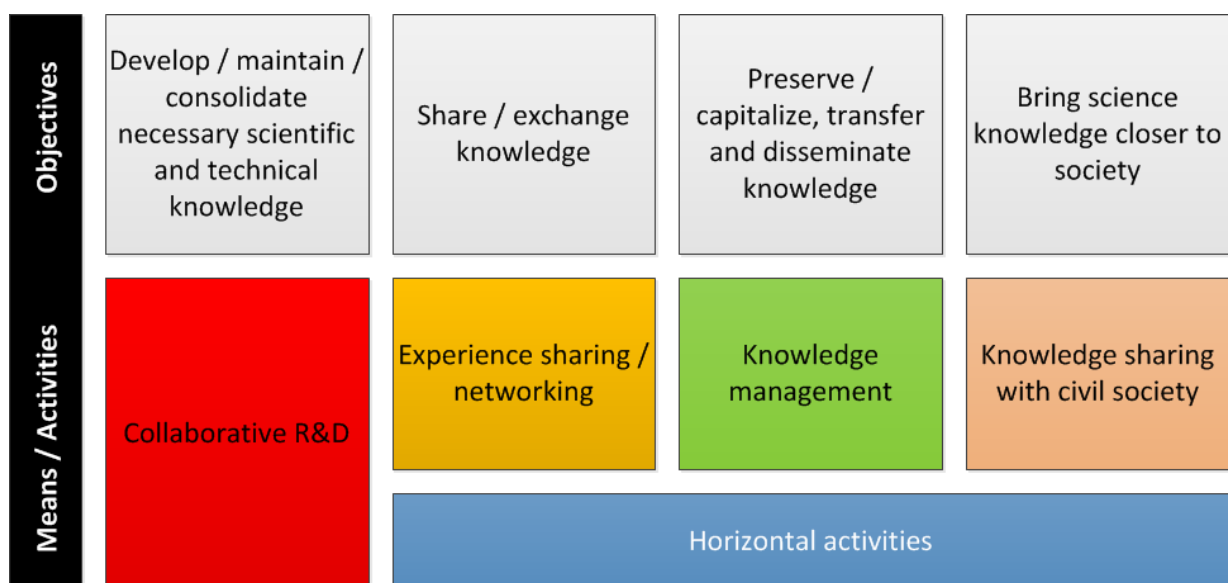 Objectives
Develop / maintain /
consolidate
necessary scientific
and technical
knowledge
Share / exchange
knowledge
Preserve /
capitalize, transfer
and disseminate
knowledge
Bring science
knowledge closer to
society
Means / Activities
Collaborative R&D
Experience sharing /
networking
Knowledge
management
Knowledge sharing
with civil society
Horizontal activities